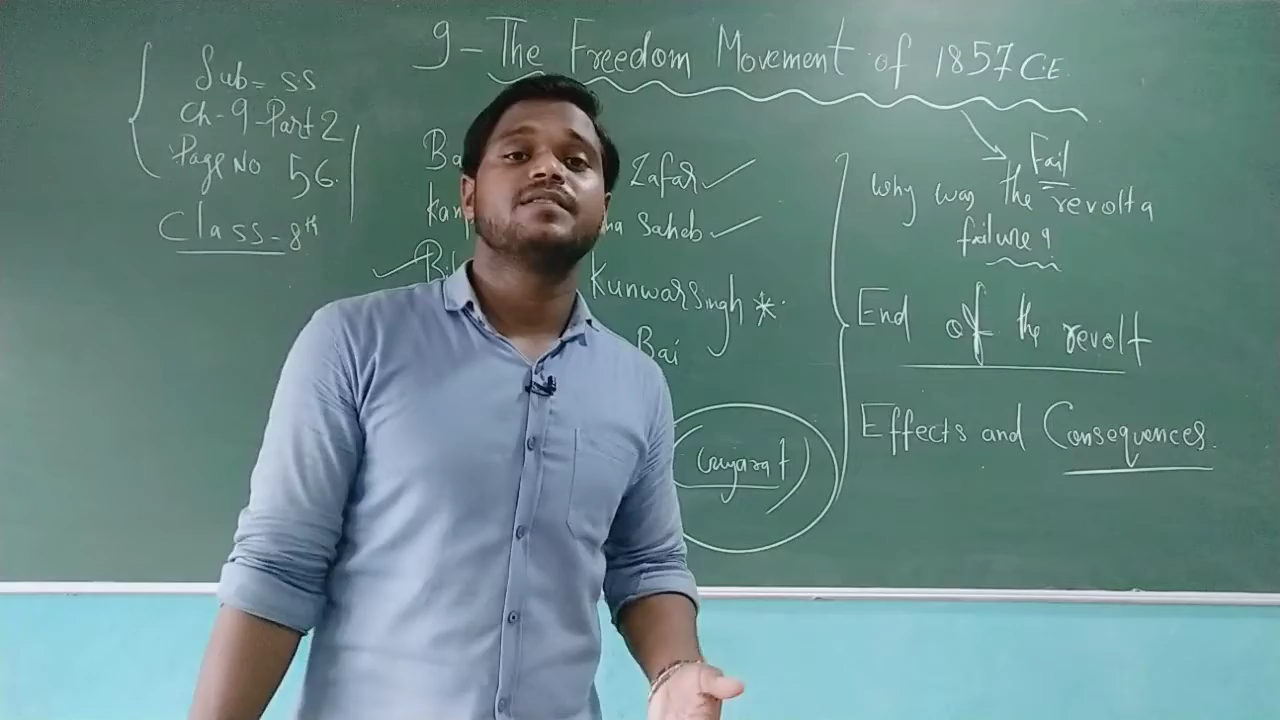 9 - The Freedom Movement of 1857 C.E.
Sub = SS
Ch - 9 - Part 2
Page No 56.
Class - 8th
Zafar ✓
Saheb ✓
Kunwar Singh *
Bai
Gujarat
Fail
why was the revolt a
failure ?
End of the revolt
Effects and Consequences.